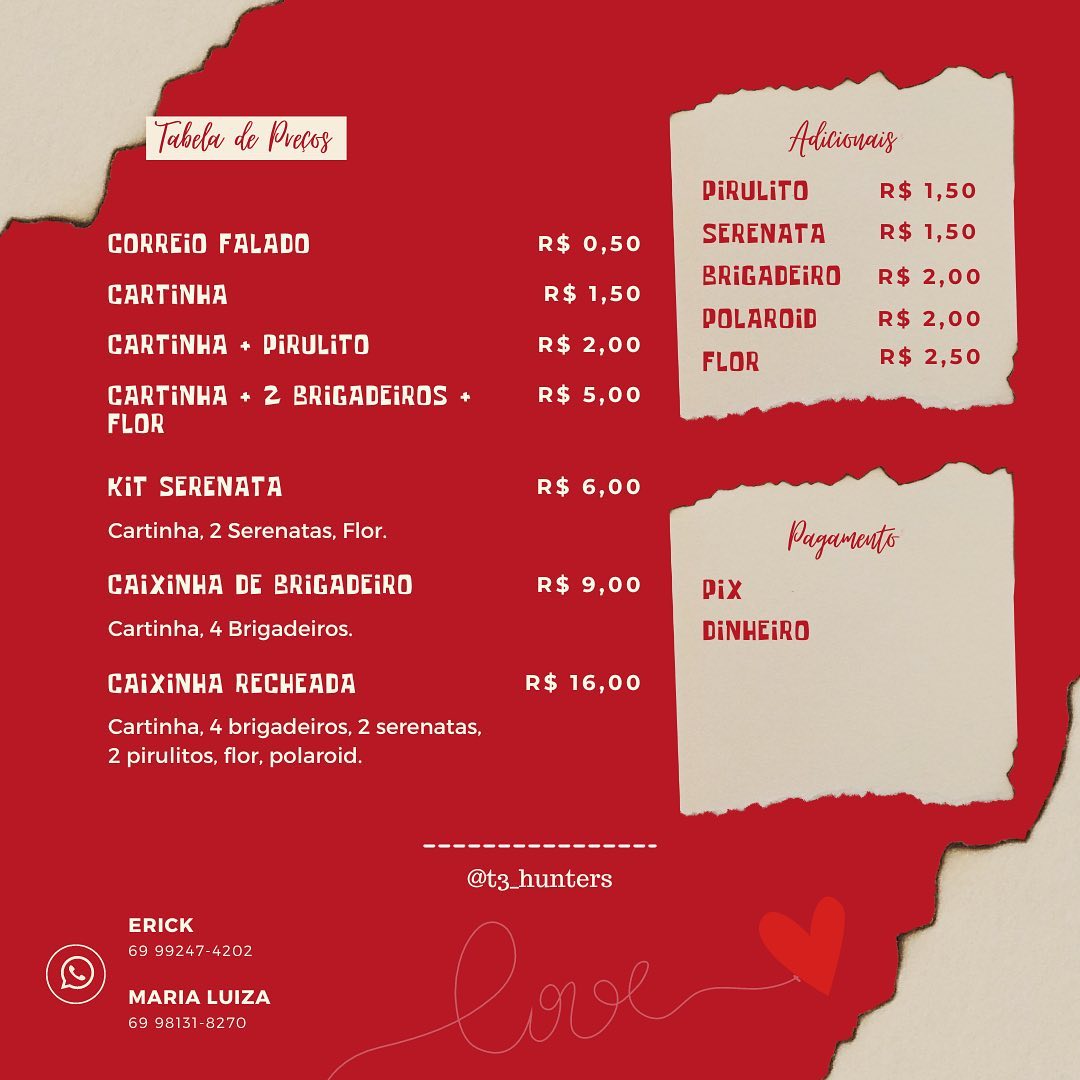 Tabela de Preços
CORREIO FALADO R$ 0,50
CARTINHA R$ 1,50
CARTINHA + PIRULITO R$ 2,00
CARTINHA + 2 BRIGADEIROS + R$ 5,00
FLOR
KIT SERENATA R$ 6,00
Cartinha, 2 Serenatas, Flor.
CAIXINHA DE BRIGADEIRO R$ 9,00
Cartinha, 4 Brigadeiros.
CAIXINHA RECHEADA R$ 16,00
Cartinha, 4 brigadeiros, 2 serenatas,
2 pirulitos, flor, polaroid.
Adicionais
PIRULITO R$ 1,50
SERENATA R$ 1,50
BRIGADEIRO R$ 2,00
POLAROID R$ 2,00
FLOR R$ 2,50
Pagamento
PIX
DINHEIRO
@t3_hunters
ERICK
69 99247-4202
MARIA LUIZA
69 98131-8270
love